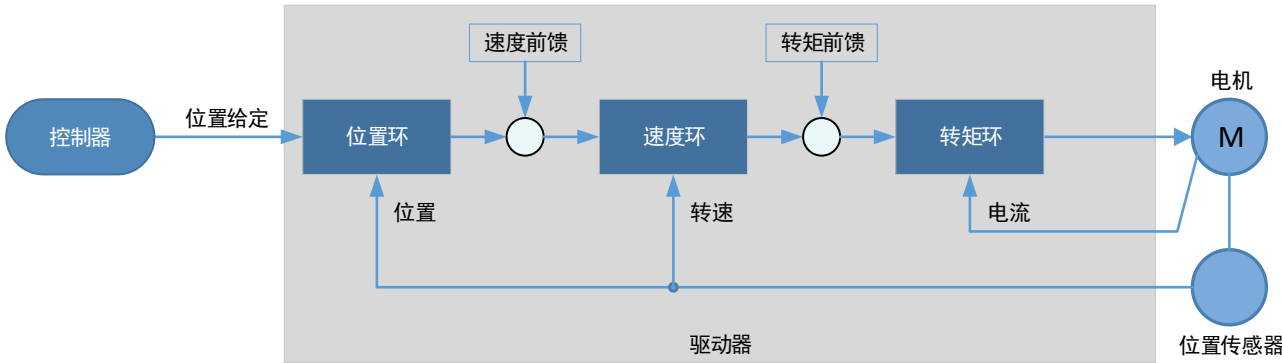 速度前馈
转矩前馈
电机
控制器
位置给定
位置环
速度环
转矩环
M
位置
转速
电流
驱动器
位置传感器